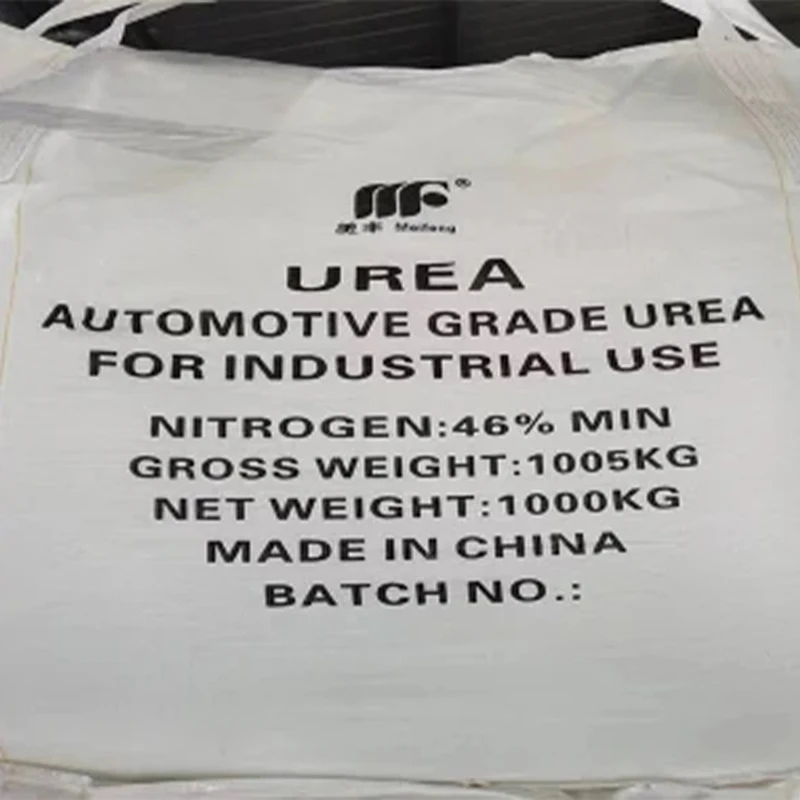 MF®
美丰 Meifeng
UREA
AUTOMOTIVE GRADE UREA
FOR INDUSTRIAL USE
NITROGEN:46% MIN
GROSS WEIGHT:1005KG
NET WEIGHT:1000KG
MADE IN CHINA
BATCH NO.: